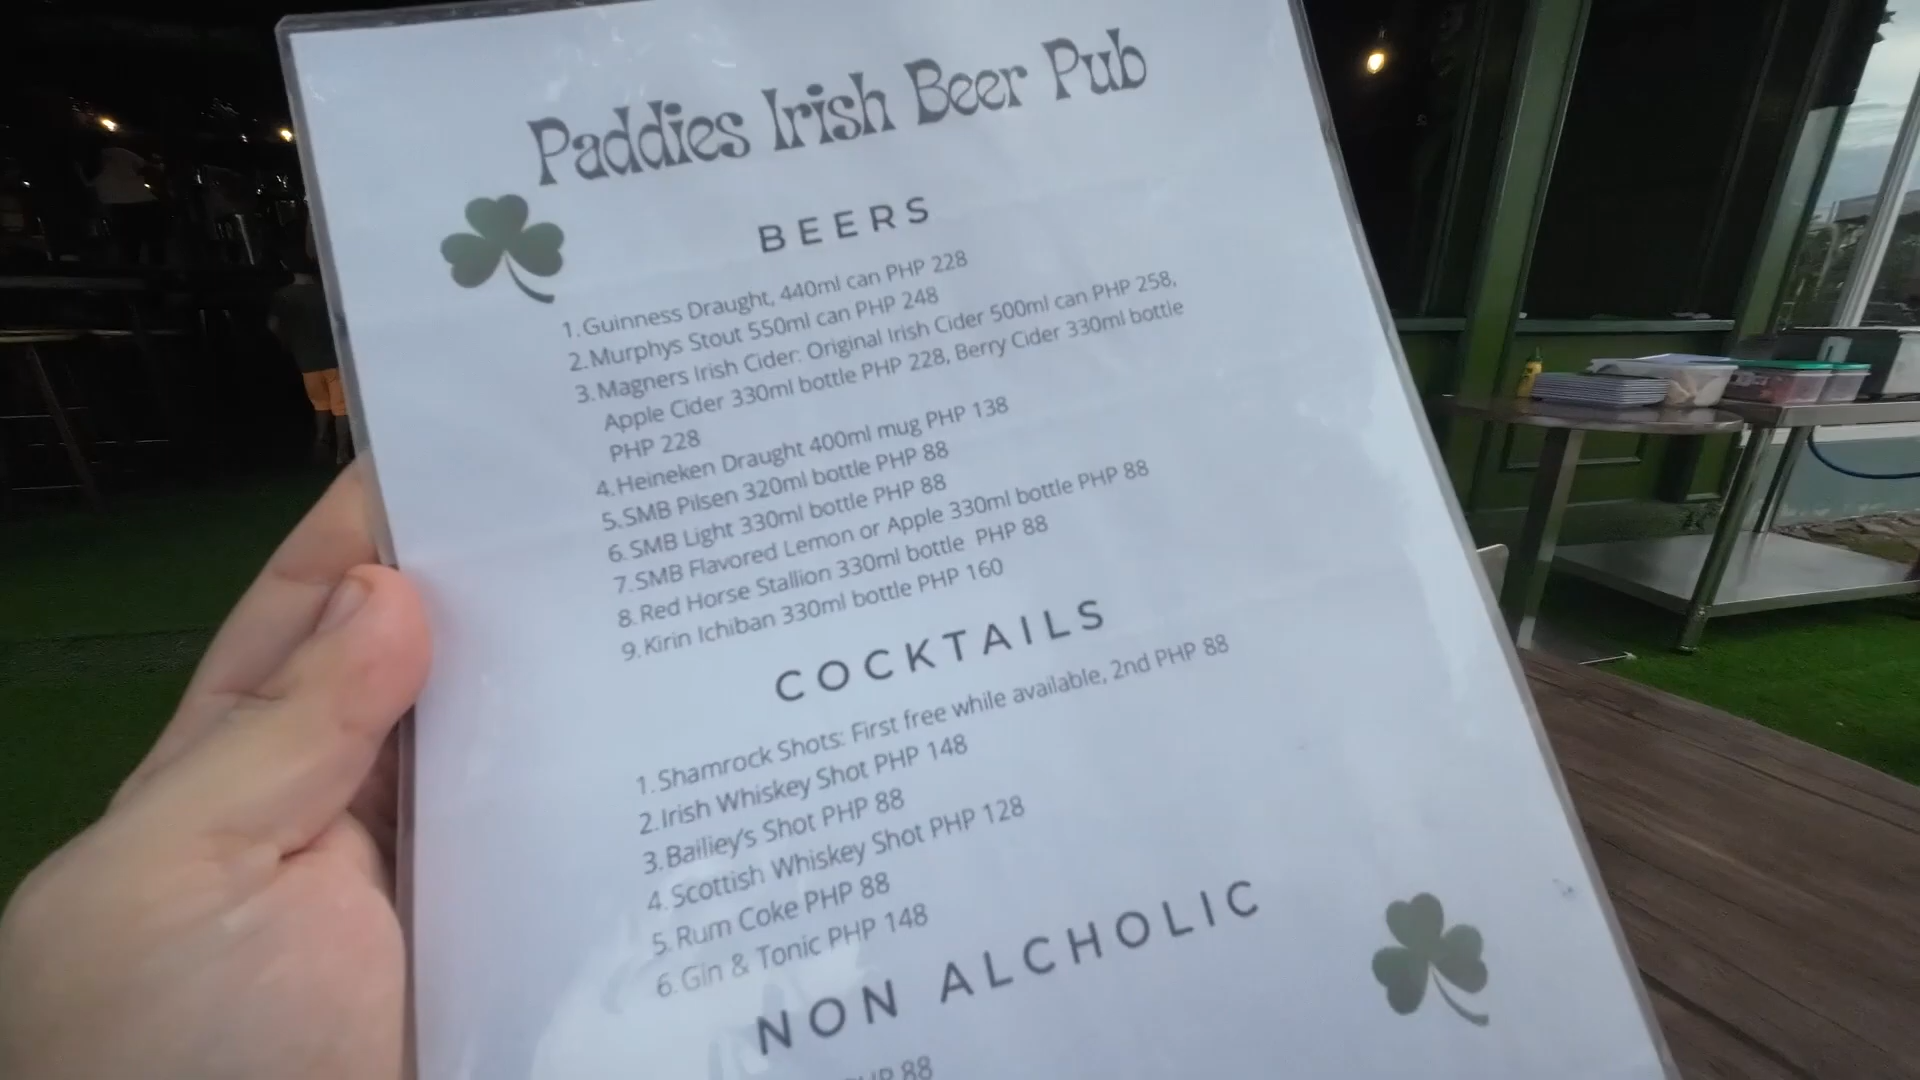 Paddies Irish Beer Pub
BEERS
1. Guinness Draught, 440ml can PHP 228
2. Murphys Stout 550ml can PHP 248
3. Magners Irish Cider: Original Irish Cider 500ml can PHP 258,
Apple Cider 330ml bottle PHP 228, Berry Cider 330ml bottle
PHP 228
4. Heineken Draught 400ml mug PHP 138
5. SMB Pilsen 320ml bottle PHP 88
6. SMB Light 330ml bottle PHP 88
7. SMB Flavored Lemon or Apple 330ml bottle PHP 88
8. Red Horse Stallion 330ml bottle PHP 88
9. Kirin Ichiban 330ml bottle PHP 160
COCKTAILS
1. Shamrock Shots: First free while available, 2nd PHP 88
2. Irish Whiskey Shot PHP 148
3. Bailiey's Shot PHP 88
4. Scottish Whiskey Shot PHP 128
5. Rum Coke PHP 88
6. Gin & Tonic PHP 148
NON ALCHOLIC
PHP 88